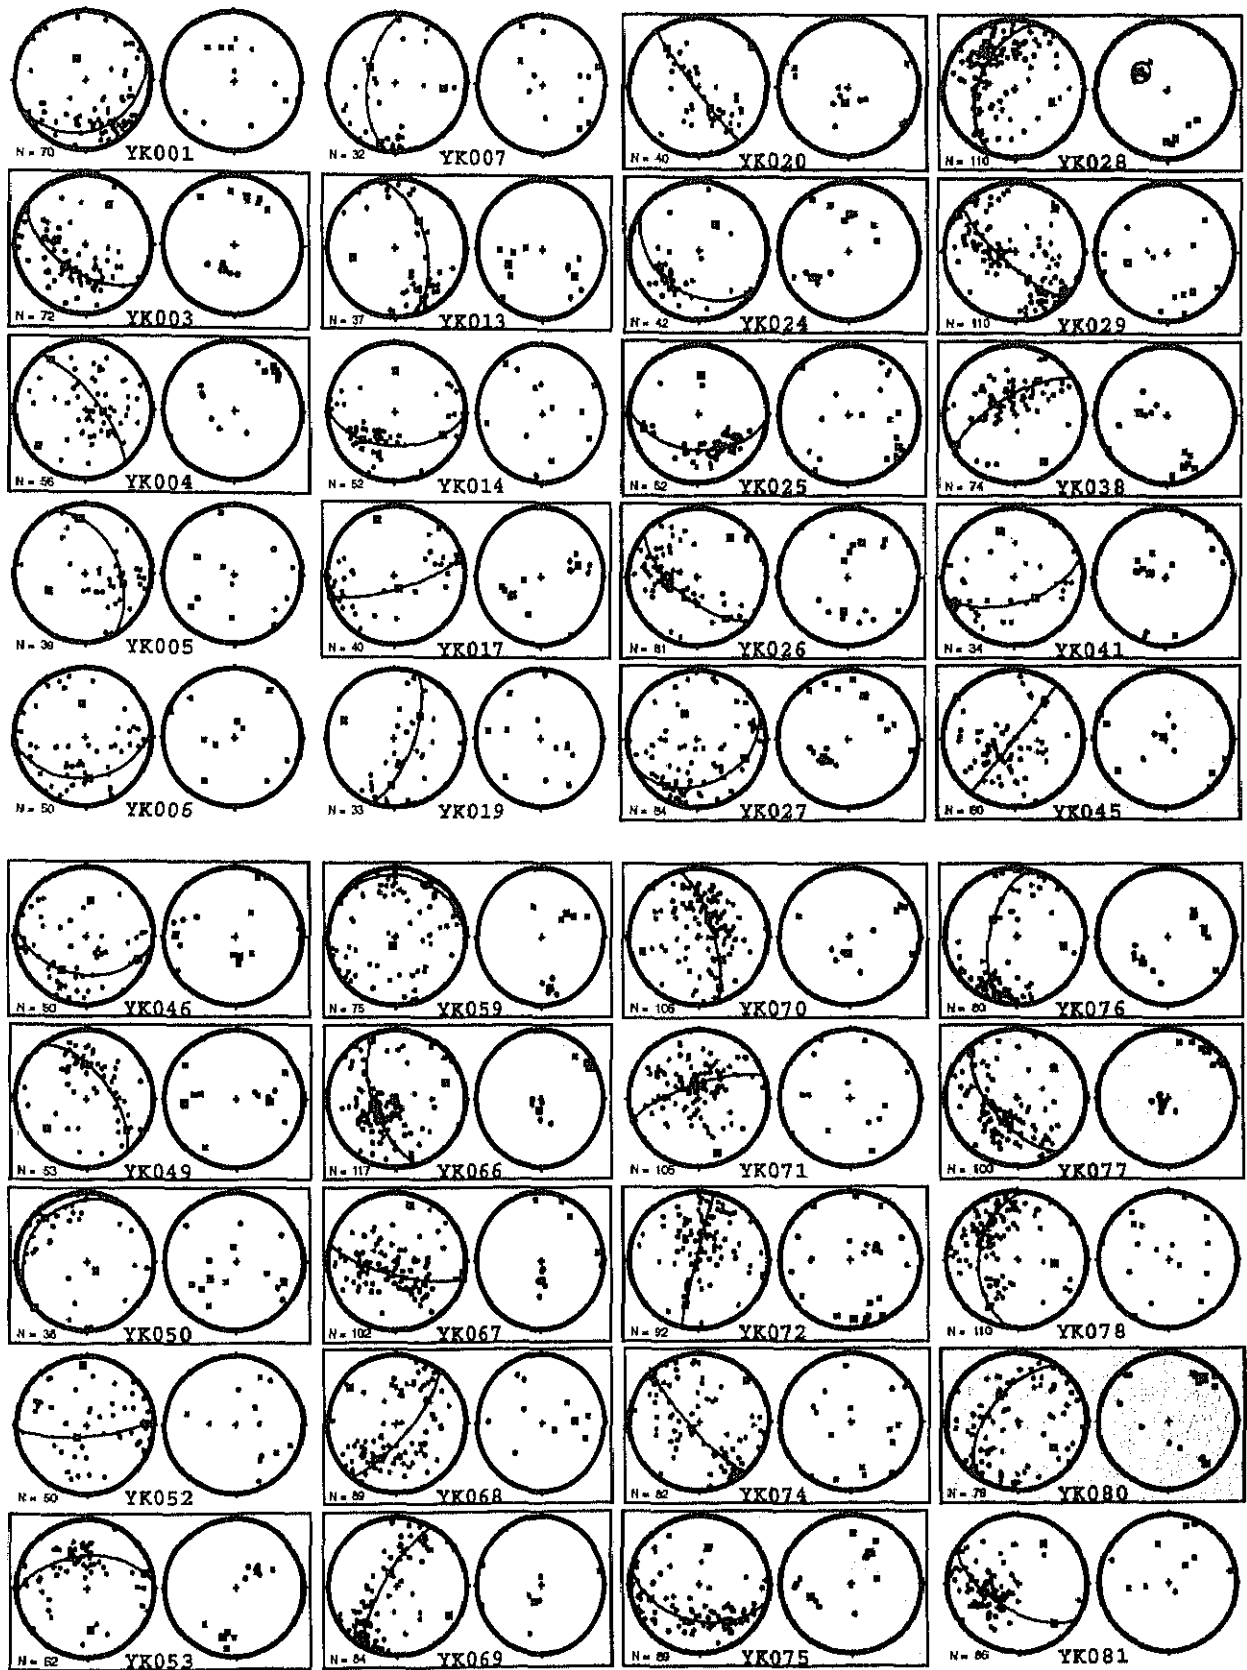 N = 70 YK001
N = 32 YK007
N = 40 YK020
N = 110 YK028
N = 72 YK003
N = 37 YK013
N = 42 YK024
N = 110 YK029
N = 56 YK004
N = 52 YK014
N = 62 YK025
N = 74 YK038
N = 39 YK005
N = 40 YK017
N = 81 YK026
N = 34 YK041
N = 50 YK006
N = 33 YK019
N = 84 YK027
N = 60 YK045
N = 50 YK046
N = 75 YK059
N = 106 YK070
N = 80 YK076
N = 53 YK049
N = 117 YK066
N = 105 YK071
N = 100 YK077
N = 38 YK050
N = 102 YK067
N = 92 YK072
N = 110 YK078
N = 50 YK052
N = 89 YK068
N = 82 YK074
N = 78 YK080
N = 62 YK053
N = 84 YK069
N = 89 YK075
N = 86 YK081